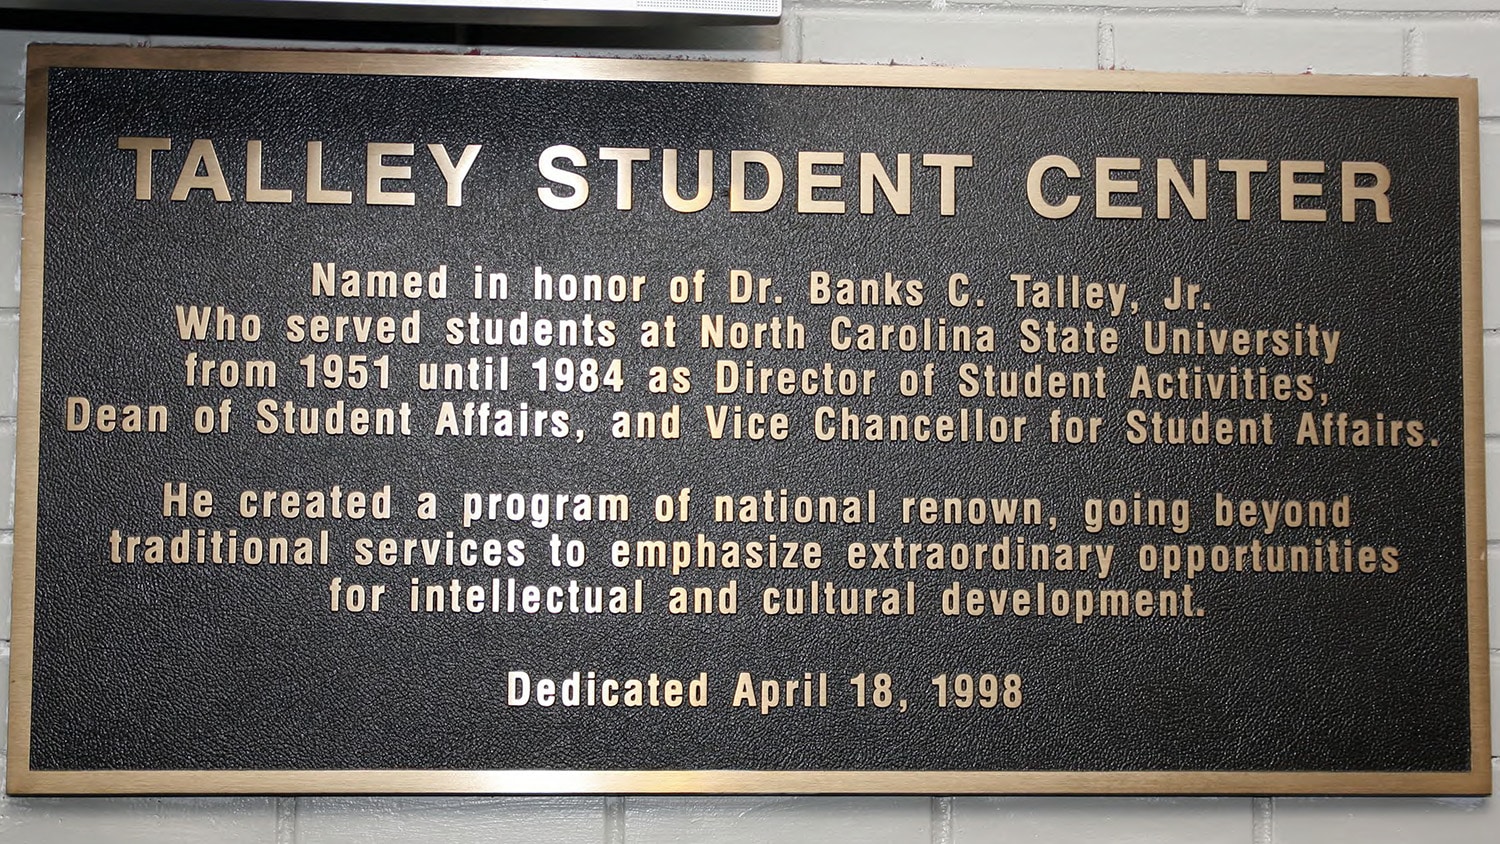 TALLEY STUDENT CENTER
Named in honor of Dr. Banks C. Talley, Jr.
Who served students at North Carolina State University
from 1951 until 1984 as Director of Student Activities,
Dean of Student Affairs, and Vice Chancellor for Student Affairs.
He created a program of national renown, going beyond
traditional services to emphasize extraordinary opportunities
for intellectual and cultural development.
Dedicated April 18, 1998